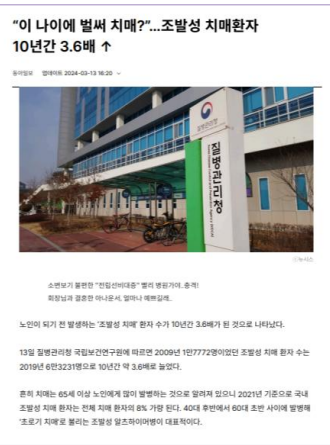 “이 나이에 벌써 치매?”…조발성 치매환자
10년간 3.6배 ↑
동아일보 업데이트 2024-03-13 16:20
질병관리청
질병관리청
©뉴시스
소변보기 불편한 “전립선비대증” 빨리 병원가야..충격!
회장님과 결혼한 아나운서, 얼마나 예쁘길래..
노인이 되기 전 발생하는 ‘조발성 치매’ 환자 수가 10년간 3.6배가 된 것으로 나타났다.
13일 질병관리청 국립보건연구원에 따르면 2009년 1만7772명이었던 조발성 치매 환자 수는
2019년 6만3231명으로 10년간 약 3.6배로 늘었다.
흔히 치매는 65세 이상 노인에게 많이 발병하는 것으로 알려져 있으니 2021년 기준으로 국내
조발성 치매 환자는 전체 치매 환자의 8% 가량 된다. 40대 후반에서 60대 초반 사이에 발병해
‘초로기 치매’로 불리는 조발성 알츠하이머병이 대표적이다.